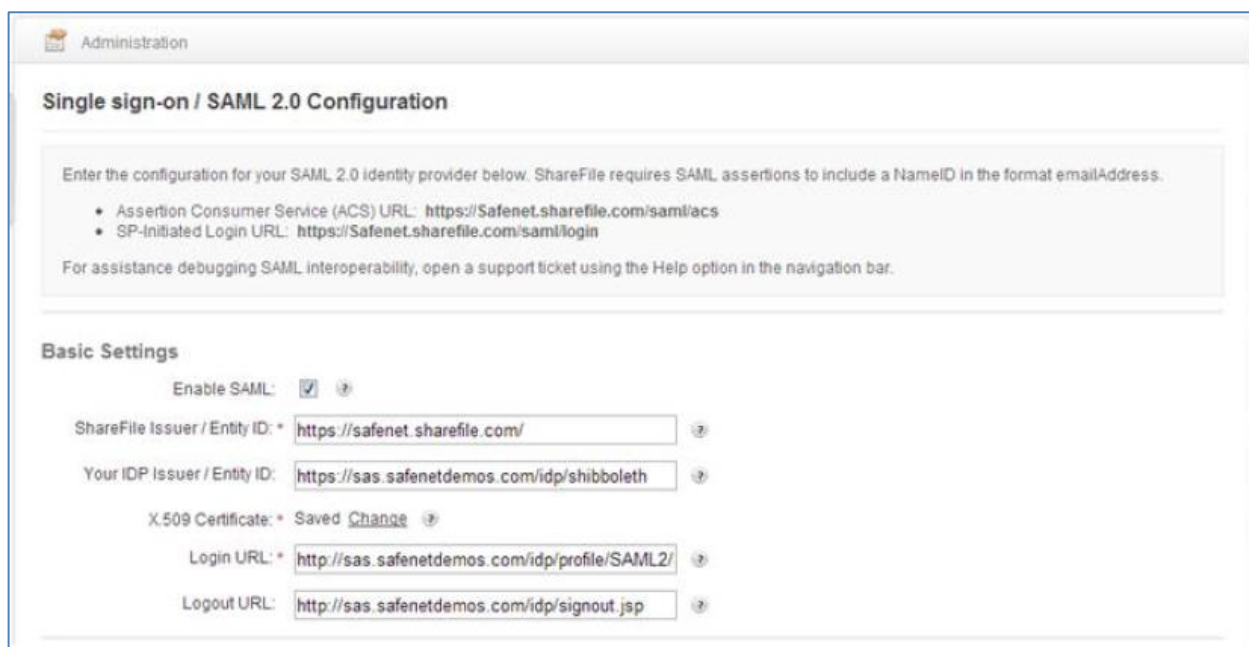 Administration
Single sign-on / SAML 2.0 Configuration
Enter the configuration for your SAML 2.0 identity provider below. ShareFile requires SAML assertions to include a NameID in the format emailAddress.
• Assertion Consumer Service (ACS) URL: https://Safenet.sharefile.com/saml/acs
• SP-Initiated Login URL: https://Safenet.sharefile.com/saml/login
For assistance debugging SAML interoperability, open a support ticket using the Help option in the navigation bar.
Basic Settings
Enable SAML: ?
ShareFile Issuer / Entity ID: * https://safenet.sharefile.com/ ?
Your IDP Issuer / Entity ID: https://sas.safenetdemos.com/idp/shibboleth ?
X.509 Certificate: * Saved Change ?
Login URL: * http://sas.safenetdemos.com/idp/profile/SAML2/ ?
Logout URL: http://sas.safenetdemos.com/idp/signout.jsp ?